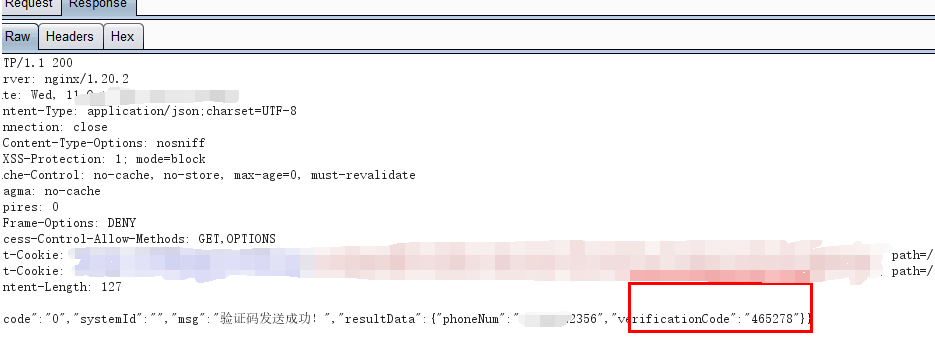 Request Response
Raw Headers Hex
TP/1.1 200
rver: nginx/1.20.2
te: Wed, 11
ntent-Type: application/json;charset=UTF-8
nnection: close
Content-Type-Options: nosniff
XSS-Protection: 1; mode=block
che-Control: no-cache, no-store, max-age=0, must-revalidate
agma: no-cache
pires: 0
Frame-Options: DENY
cess-Control-Allow-Methods: GET,OPTIONS
t-Cookie: path=/
t-Cookie: path=/
ntent-Length: 127
code":"0","systemId":"","msg":"验证码发送成功!","resultData":{"phoneNum":" 2356","verificationCode":"465278"}}